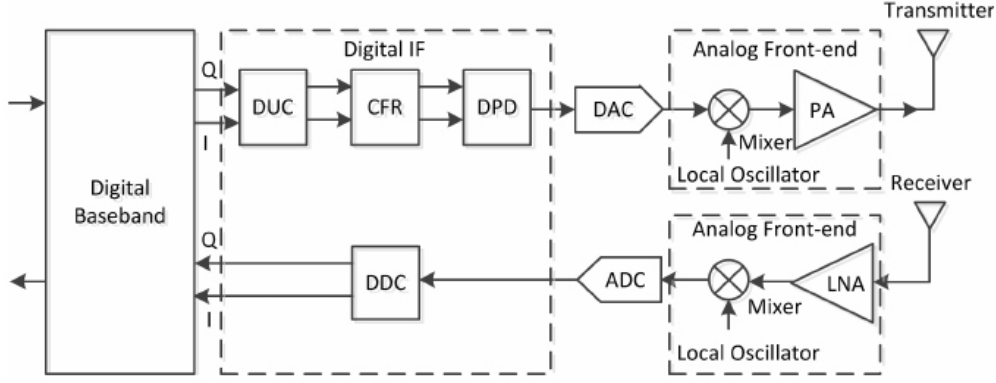 Transmitter
Digital IF
Analog Front-end
Q
DUC
CFR
DPD
DAC
PA
I
Mixer
Local Oscillator
Digital
Baseband
Receiver
Analog Front-end
Q
DDC
ADC
LNA
Mixer
I
Local Oscillator